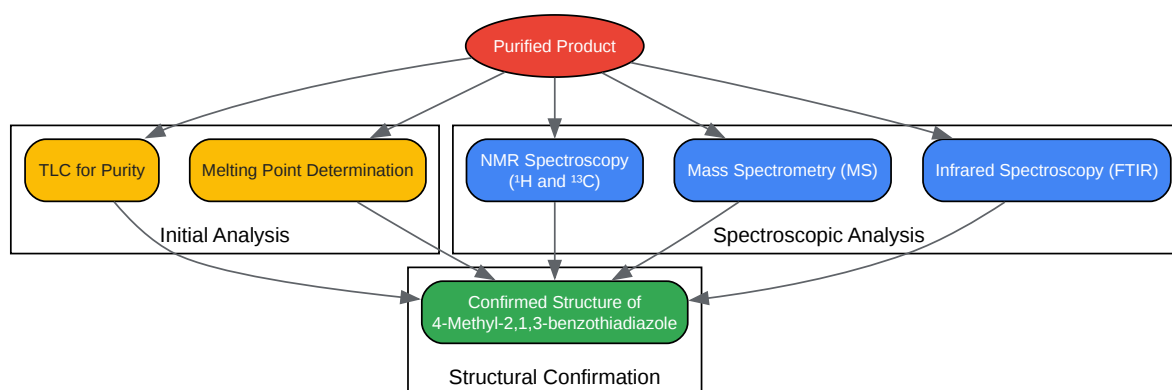 Purified Product
TLC for Purity
Melting Point Determination
NMR Spectroscopy
(¹H and ¹³C)
Mass Spectrometry (MS)
Infrared Spectroscopy (FTIR)
Initial Analysis
Spectroscopic Analysis
Confirmed Structure of
4-Methyl-2,1,3-benzothiadiazole
Structural Confirmation